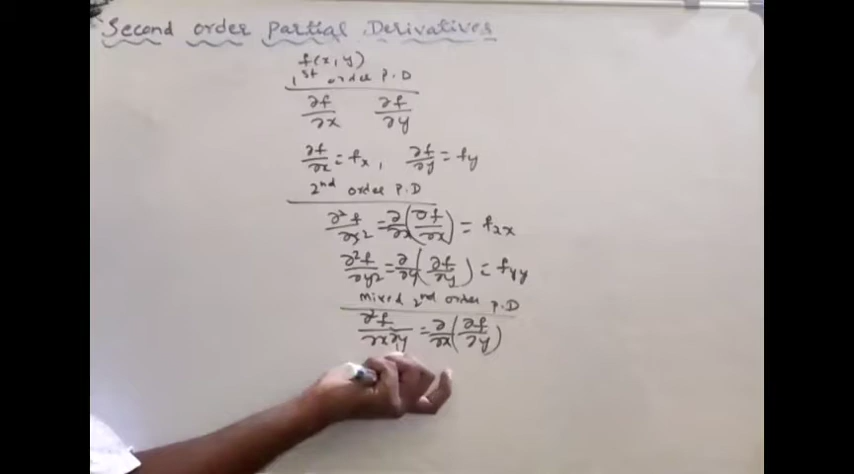 Second order Partial Derivatives
f(x, y)
1st order P.D
∂f/∂x ∂f/∂y
∂f/∂x = fx, ∂f/∂y = fy
2nd order P.D
∂²f/∂x² = ∂/∂x(∂f/∂x) = fxx
∂²f/∂y² = ∂/∂y(∂f/∂y) = fyy
mixed 2nd order P.D
∂²f/∂x∂y = ∂/∂x(∂f/∂y)